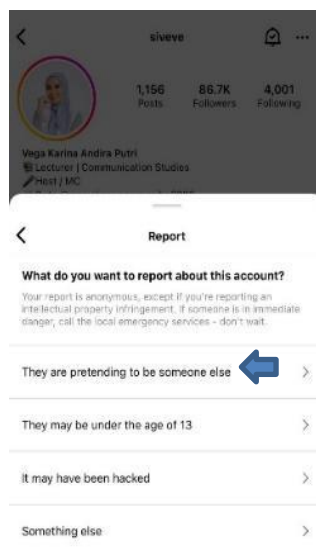 siveve
1,156 86.7K 4,001
Posts Followers Following
Vega Karina Andira Putri
Lecturer | Communication Studies
Host / MC
Report
What do you want to report about this account?
Your report is anonymous, except if you're reporting an
intellectual property infringement. If someone is in immediate
danger, call the local emergency services - don't
wait.
They are pretending to be someone else
They may be under the age of 13
It may have been hacked
Something else